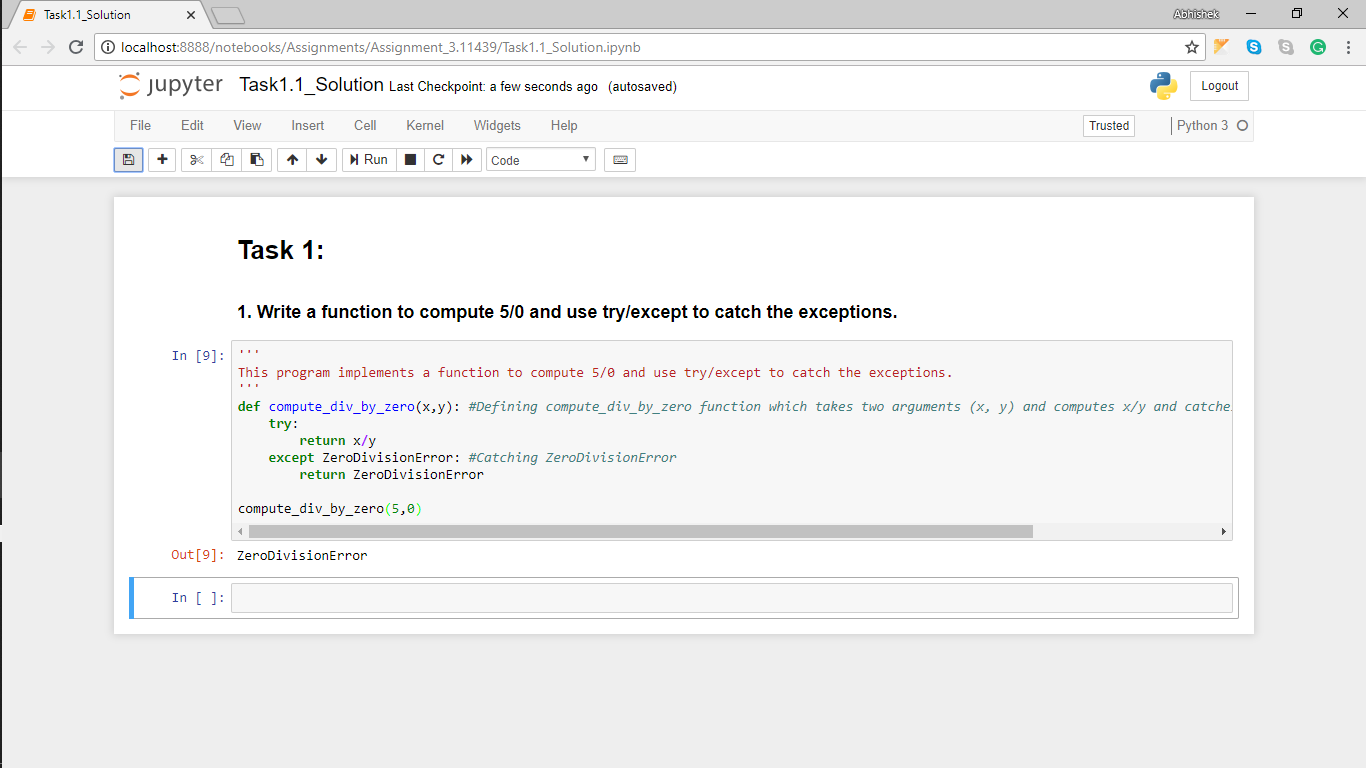 Task1.1_Solution
Abhishek
localhost:8888/notebooks/Assignments/Assignment_3.11439/Task1.1_Solution.ipynb
jupyter Task1.1_Solution Last Checkpoint: a few seconds ago (autosaved)
Logout
File Edit View Insert Cell Kernel Widgets Help
Trusted
Python 3
Run
Code
Task 1:
1. Write a function to compute 5/0 and use try/except to catch the exceptions.
In [9]:
'''
This program implements a function to compute 5/0 and use try/except to catch the exceptions.
'''
def compute_div_by_zero(x,y): #Defining compute_div_by_zero function which takes two arguments (x, y) and computes x/y and catche
    try:
        return x/y
    except ZeroDivisionError: #Catching ZeroDivisionError
        return ZeroDivisionError
compute_div_by_zero(5,0)
Out[9]: ZeroDivisionError
In [ ]: